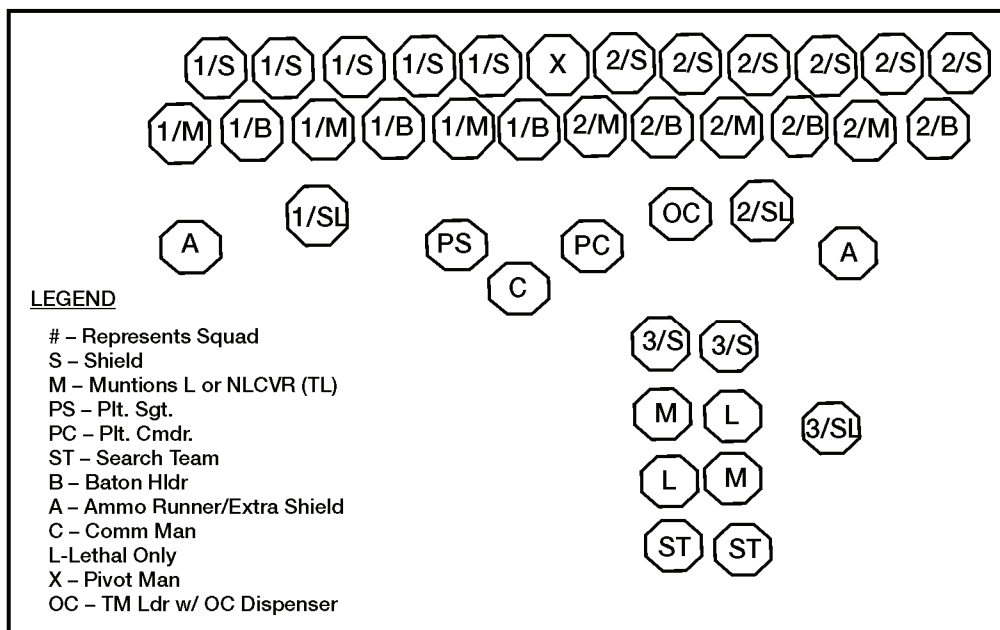 1/S 1/S 1/S 1/S 1/S X 2/S 2/S 2/S 2/S 2/S 2/S
1/M 1/B 1/M 1/B 1/M 1/B 2/M 2/B 2/M 2/B 2/M 2/B
1/SL OC 2/SL
A PS PC A
C
LEGEND
# – Represents Squad
S – Shield
M – Muntions L or NLCVR (TL)
PS – Plt. Sgt.
PC – Plt. Cmdr.
ST – Search Team
B – Baton Hldr
A – Ammo Runner/Extra Shield
C – Comm Man
L-Lethal Only
X – Pivot Man
OC – TM Ldr w/ OC Dispenser
3/S 3/S
M L 3/SL
L M
ST ST